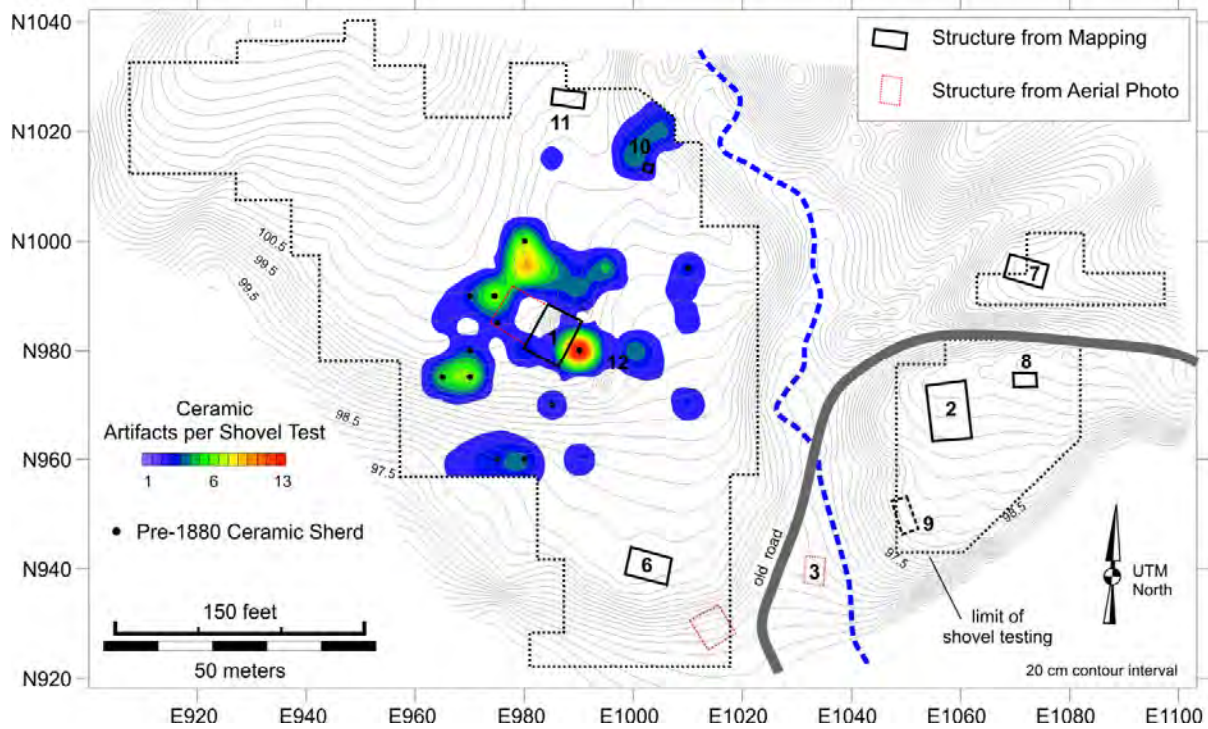 N1040
N1020
N1000
N980
N960
N940
N920
Structure from Mapping
Structure from Aerial Photo
11
10
100.5
99.5
99.5
7
1
12
8
2
98.5
97.5
Ceramic
Artifacts per Shovel Test
1
6
13
Pre-1880 Ceramic Sherd
9
98.5
97.5
6
3
old road
UTM
North
limit of
shovel testing
150 feet
50 meters
20 cm contour interval
E920
E940
E960
E980
E1000
E1020
E1040
E1060
E1080
E1100